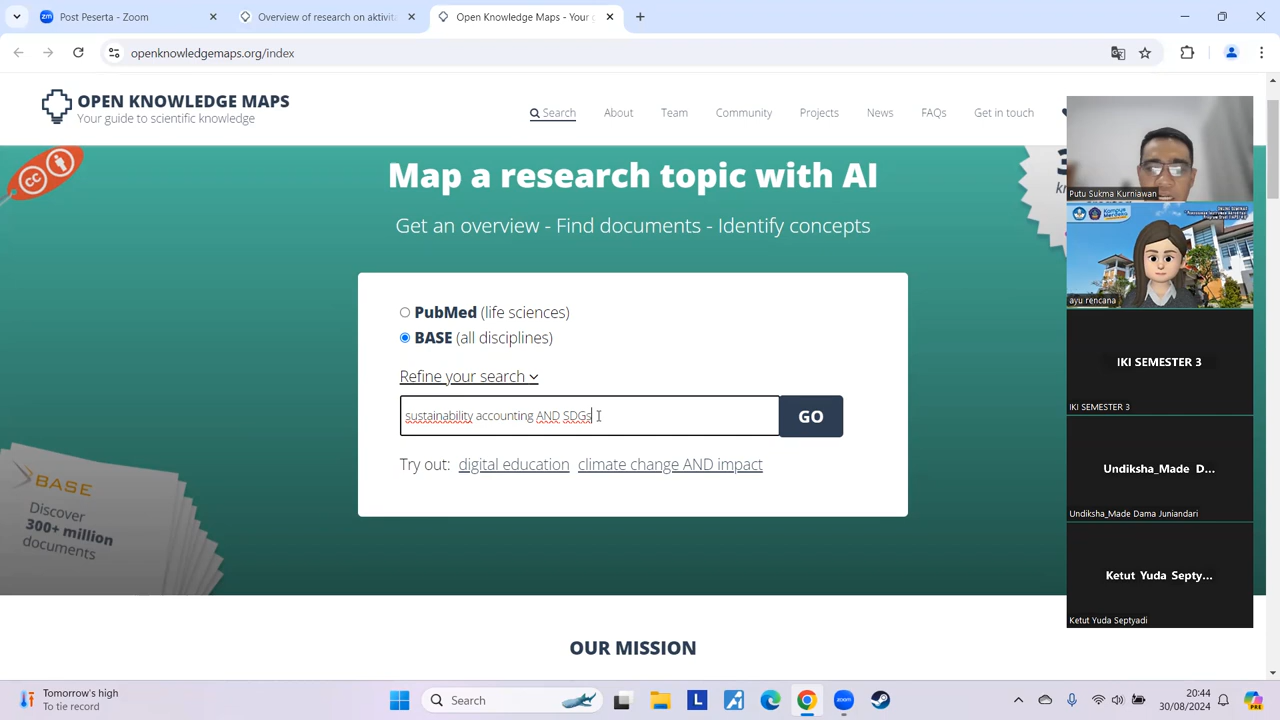 Post Peserta - Zoom
Overview of research on aktivita
Open Knowledge Maps - Your g
openknowledgemaps.org/index
OPEN KNOWLEDGE MAPS
Your guide to scientific knowledge
Search
About
Team
Community
Projects
News
FAQs
Get in touch
Map a research topic with AI
Get an overview - Find documents - Identify concepts
PubMed (life sciences)
BASE (all disciplines)
Refine your search
sustainability accounting AND SDGs
GO
Try out: digital education climate change AND impact
BASE
Discover
300+ million
documents
OUR MISSION
Putu Sukma Kurniawan
ayu rencana
IKI SEMESTER 3
IKI SEMESTER 3
Undiksha_Made D...
Undiksha_Made Dama Juniandari
Ketut Yuda Septy...
Ketut Yuda Septyadi
Tomorrow's high
To tie record
Search
20:44
30/08/2024